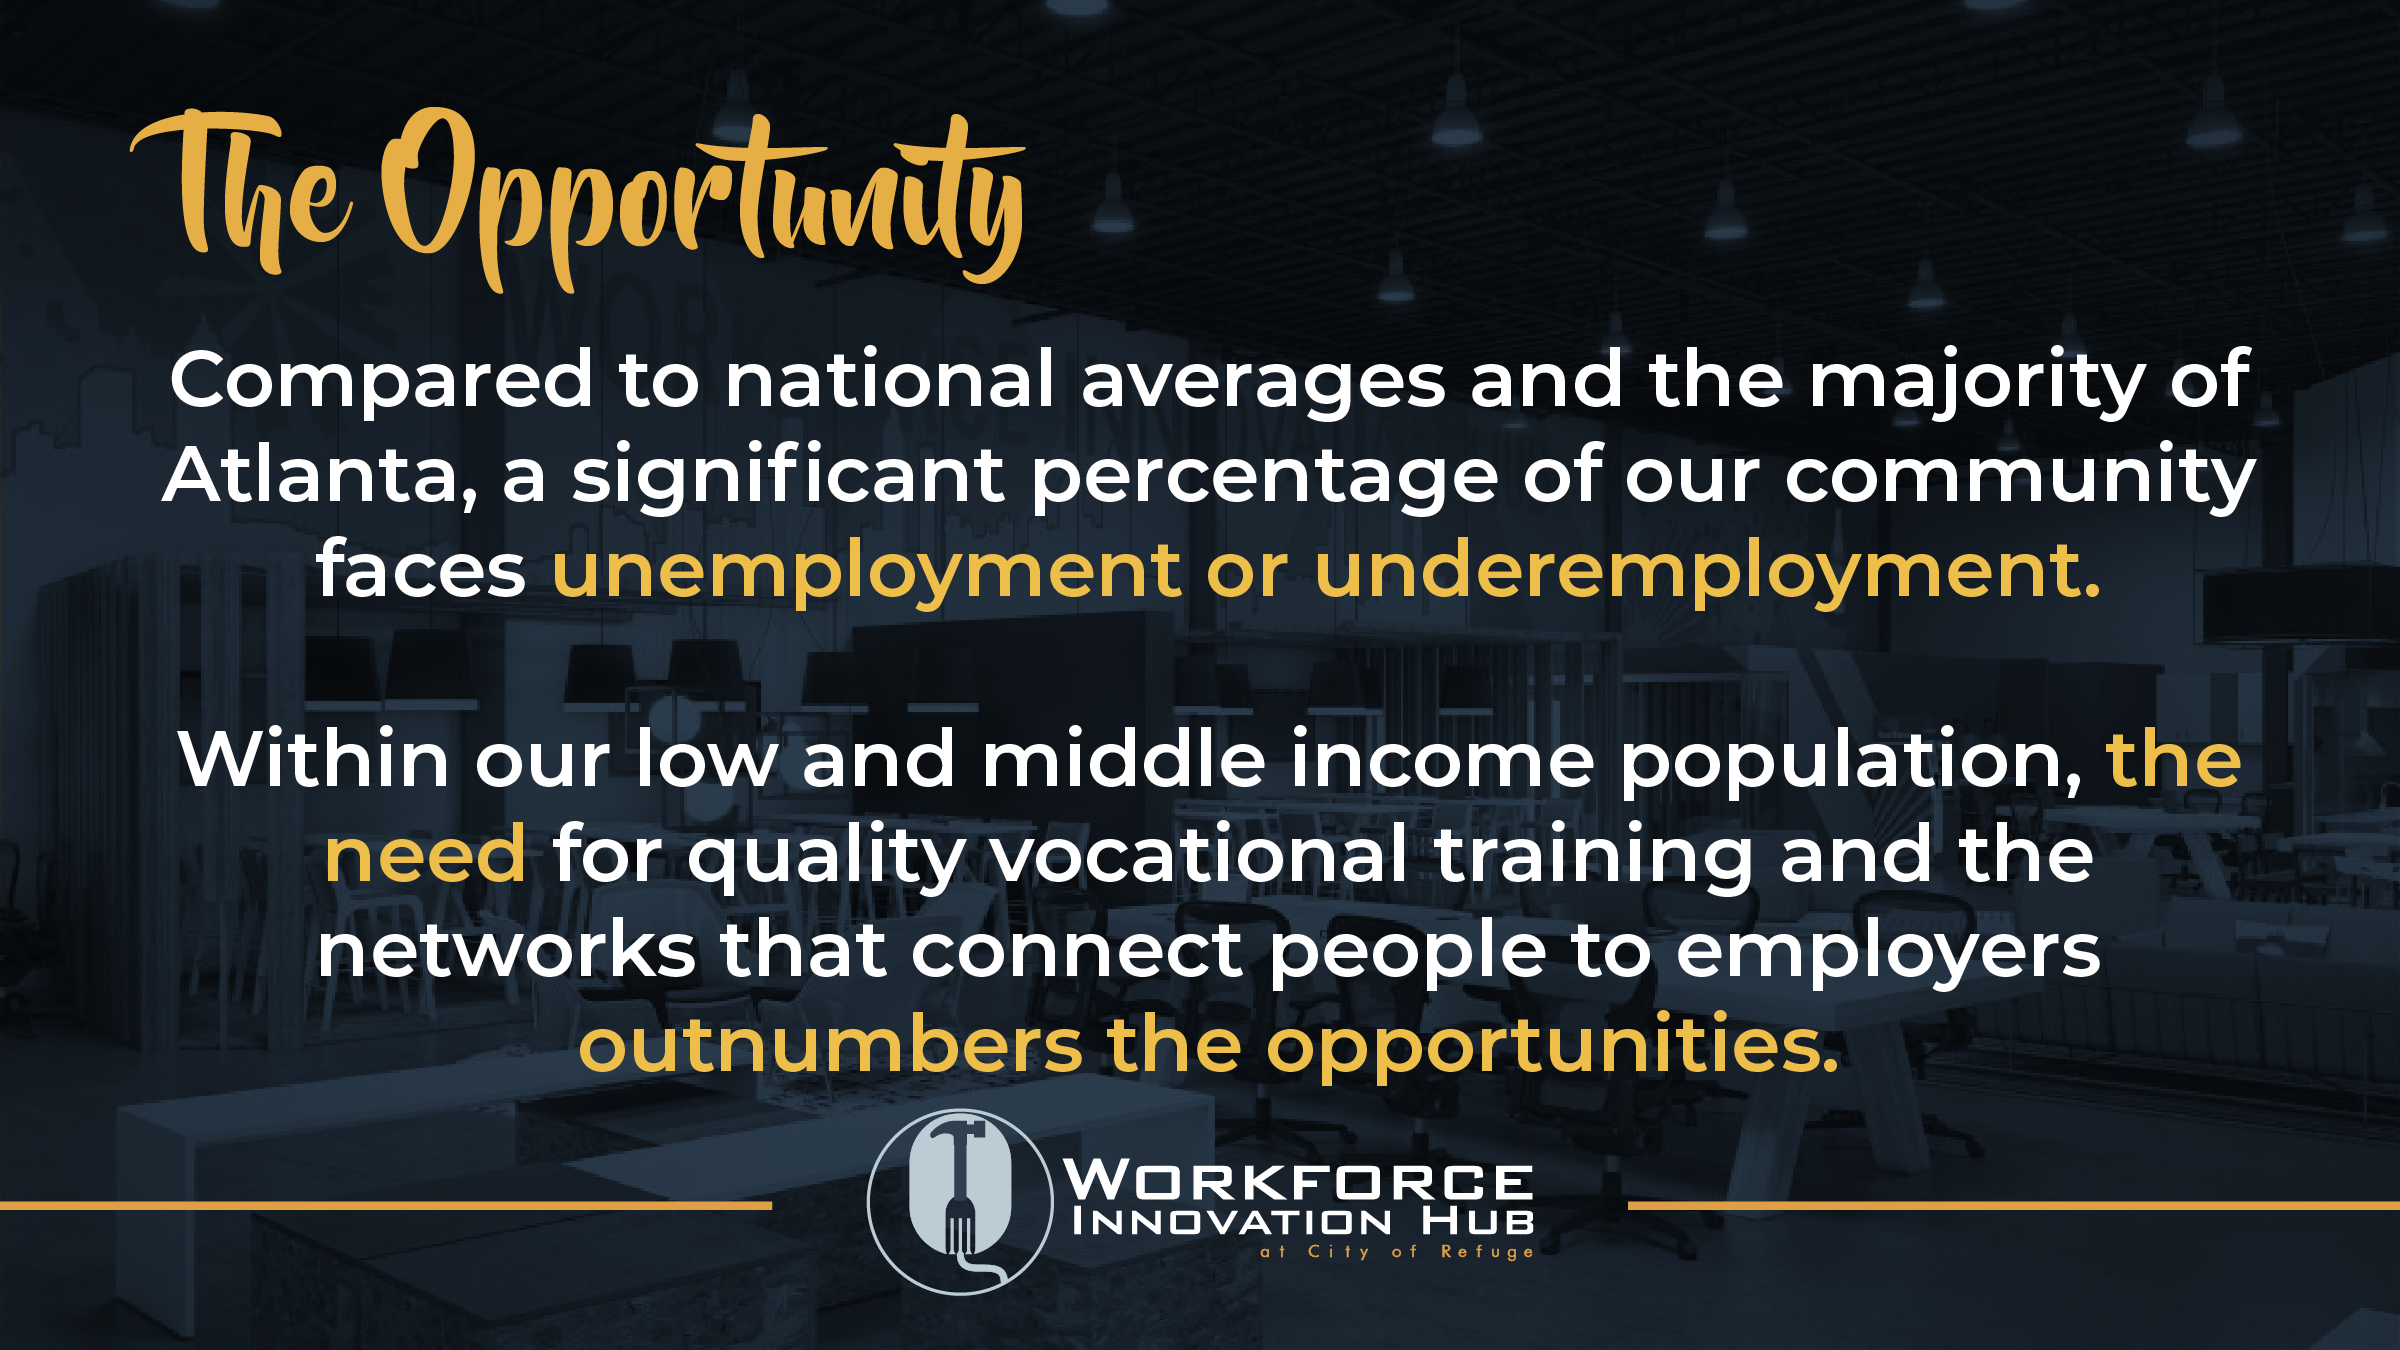 The Opportunity
Compared to national averages and the majority of
Atlanta, a significant percentage of our community
faces unemployment or underemployment.
Within our low and middle income population, the
need for quality vocational training and the
networks that connect people to employers
outnumbers the opportunities.
WORKFORCE
INNOVATION HUB
at City of Refuge